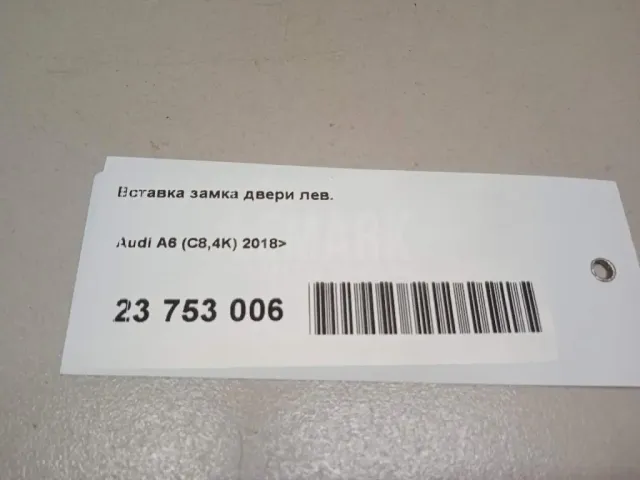 Вставка замка двери лев.
Audi A6 (C8,4K) 2018>
23 753 006